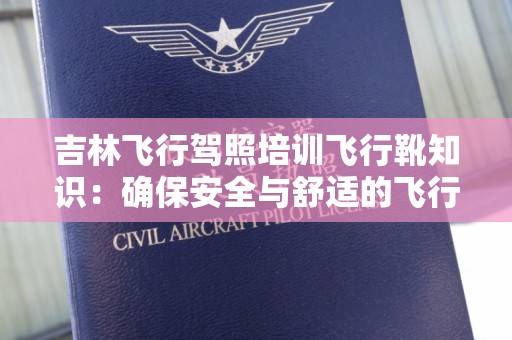 吉林飞行驾照培训飞行靴知
识：确保安全与舒适的飞行
CIVIL AIRCRAFT PILOT LICENCE